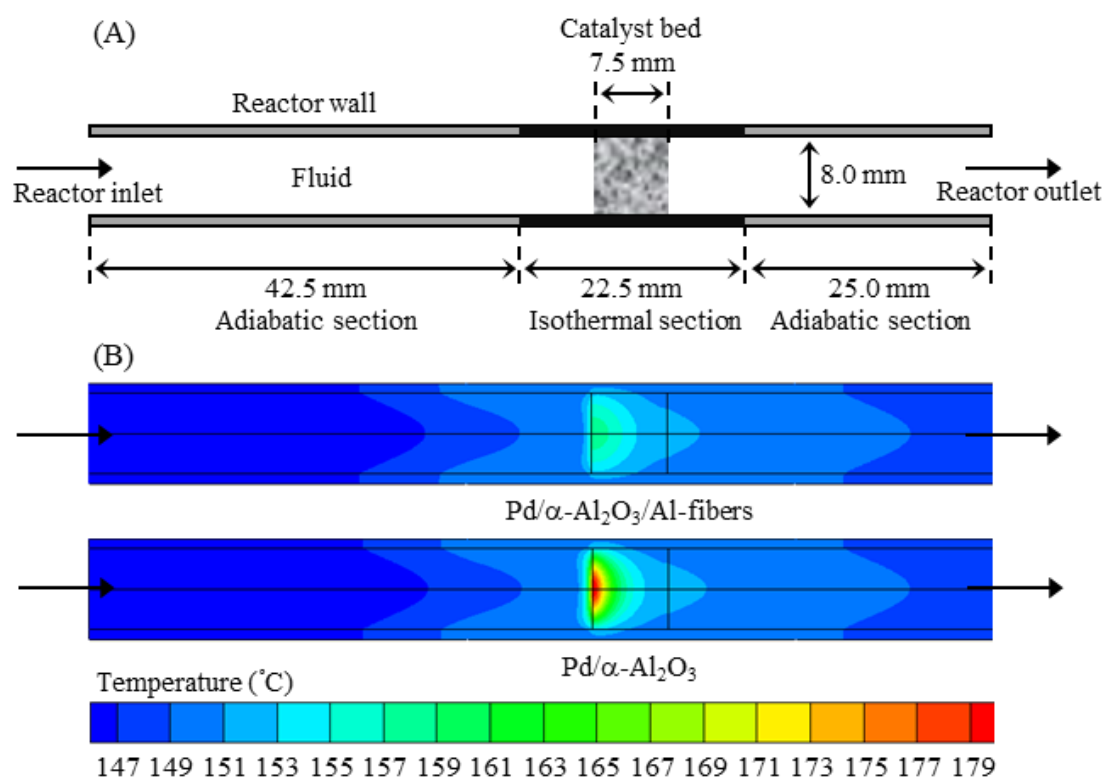 (A)
Catalyst bed
7.5 mm
Reactor wall
Fluid
8.0 mm
Reactor inlet
Reactor outlet
42.5 mm 22.5 mm 25.0 mm
Adiabatic section Isothermal section Adiabatic section
(B)
Pd/α-Al₂O₃/Al-fibers
Pd/α-Al₂O₃
Temperature (°C)
147 149 151 153 155 157 159 161 163 165 167 169 171 173 175 177 179